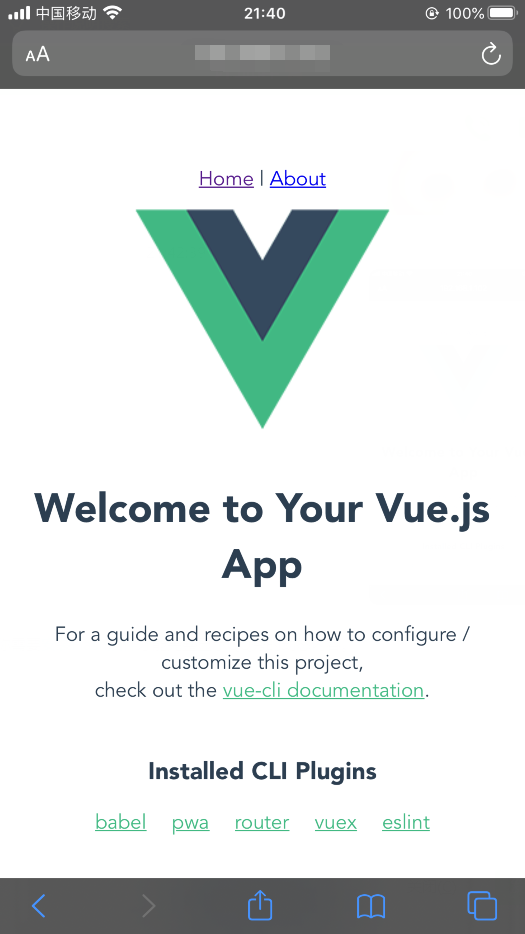 中国移动 21:40 100%
AA
Home | About
Welcome to Your Vue.js
App
For a guide and recipes on how to configure /
customize this project,
check out the vue-cli documentation.
Installed CLI Plugins
babel pwa router vuex eslint